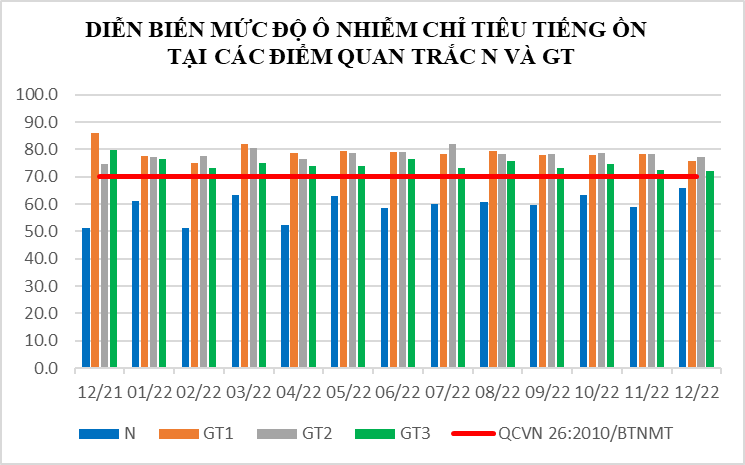 DIỄN BIẾN MỨC ĐỘ Ô NHIỄM CHỈ TIÊU TIẾNG ỒN
TẠI CÁC ĐIỂM QUAN TRẮC N VÀ GT
100.0
90.0
80.0
70.0
60.0
50.0
40.0
30.0
20.0
10.0
0.0
12/21 01/22 02/22 03/22 04/22 05/22 06/22 07/22 08/22 09/22 10/22 11/22 12/22
N GT1 GT2 GT3 QCVN 26:2010/BTNMT